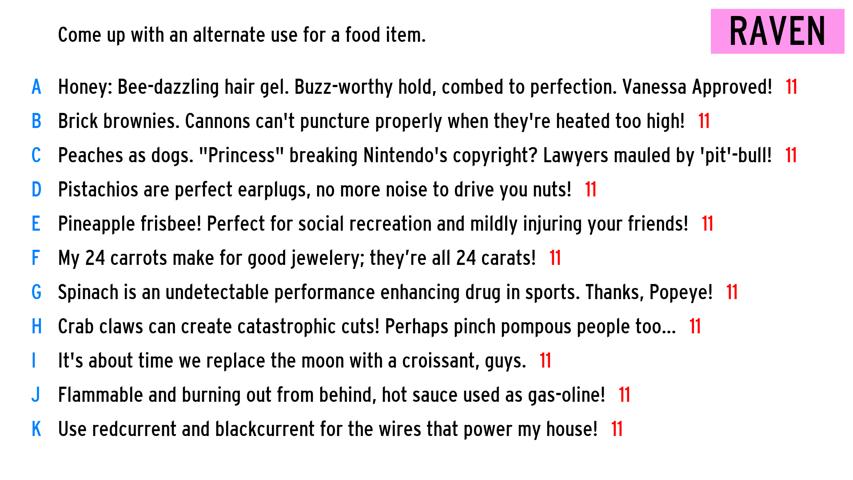 Come up with an alternate use for a food item.
RAVEN
A Honey: Bee-dazzling hair gel. Buzz-worthy hold, combed to perfection. Vanessa Approved! 11
B Brick brownies. Cannons can't puncture properly when they're heated too high! 11
C Peaches as dogs. "Princess" breaking Nintendo's copyright? Lawyers mauled by 'pit'-bull! 11
D Pistachios are perfect earplugs, no more noise to drive you nuts! 11
E Pineapple frisbee! Perfect for social recreation and mildly injuring your friends! 11
F My 24 carrots make for good jewelery; they’re all 24 carats! 11
G Spinach is an undetectable performance enhancing drug in sports. Thanks, Popeye! 11
H Crab claws can create catastrophic cuts! Perhaps pinch pompous people too... 11
I It's about time we replace the moon with a croissant, guys. 11
J Flammable and burning out from behind, hot sauce used as gas-oline! 11
K Use redcurrent and blackcurrent for the wires that power my house! 11